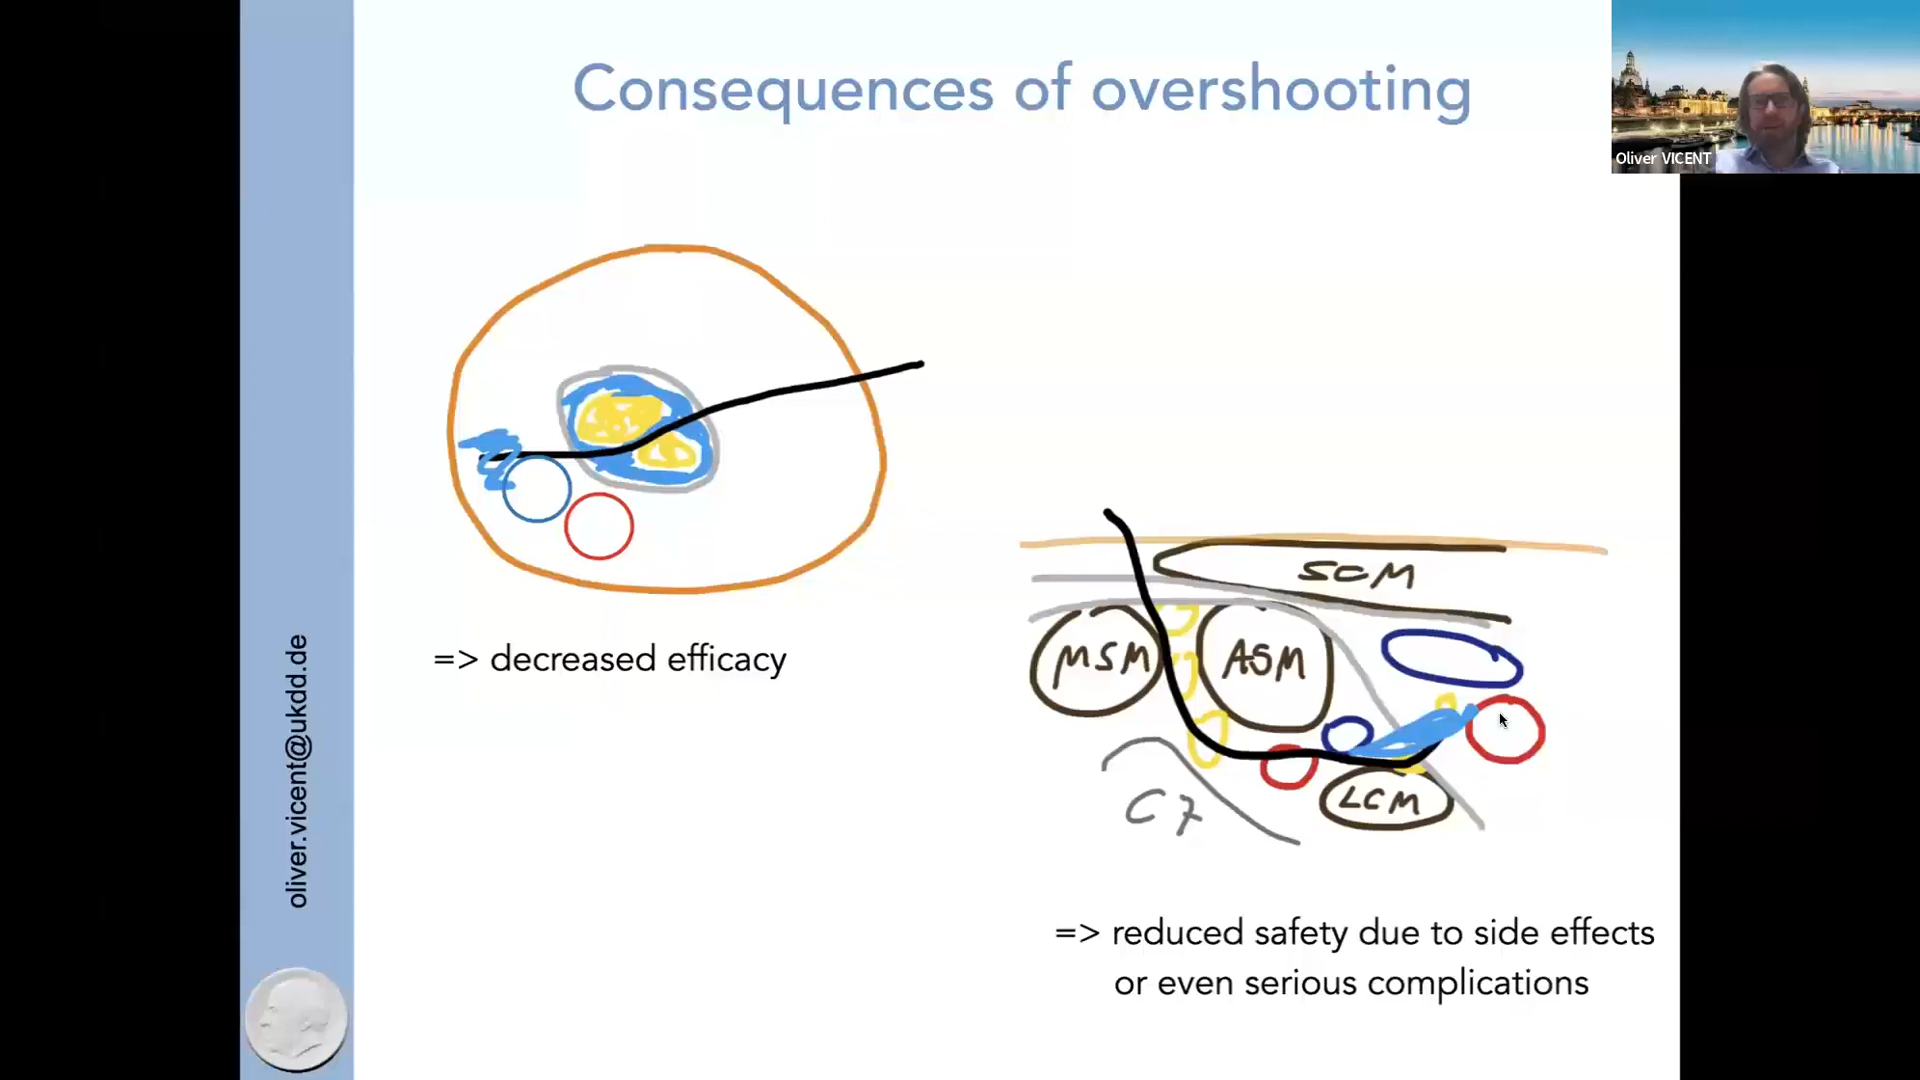 Consequences of overshooting
Oliver VICENT
=> decreased efficacy
SCM
MSM
ASM
LCM
C7
=> reduced safety due to side effects
or even serious complications
oliver.vicent@ukdd.de